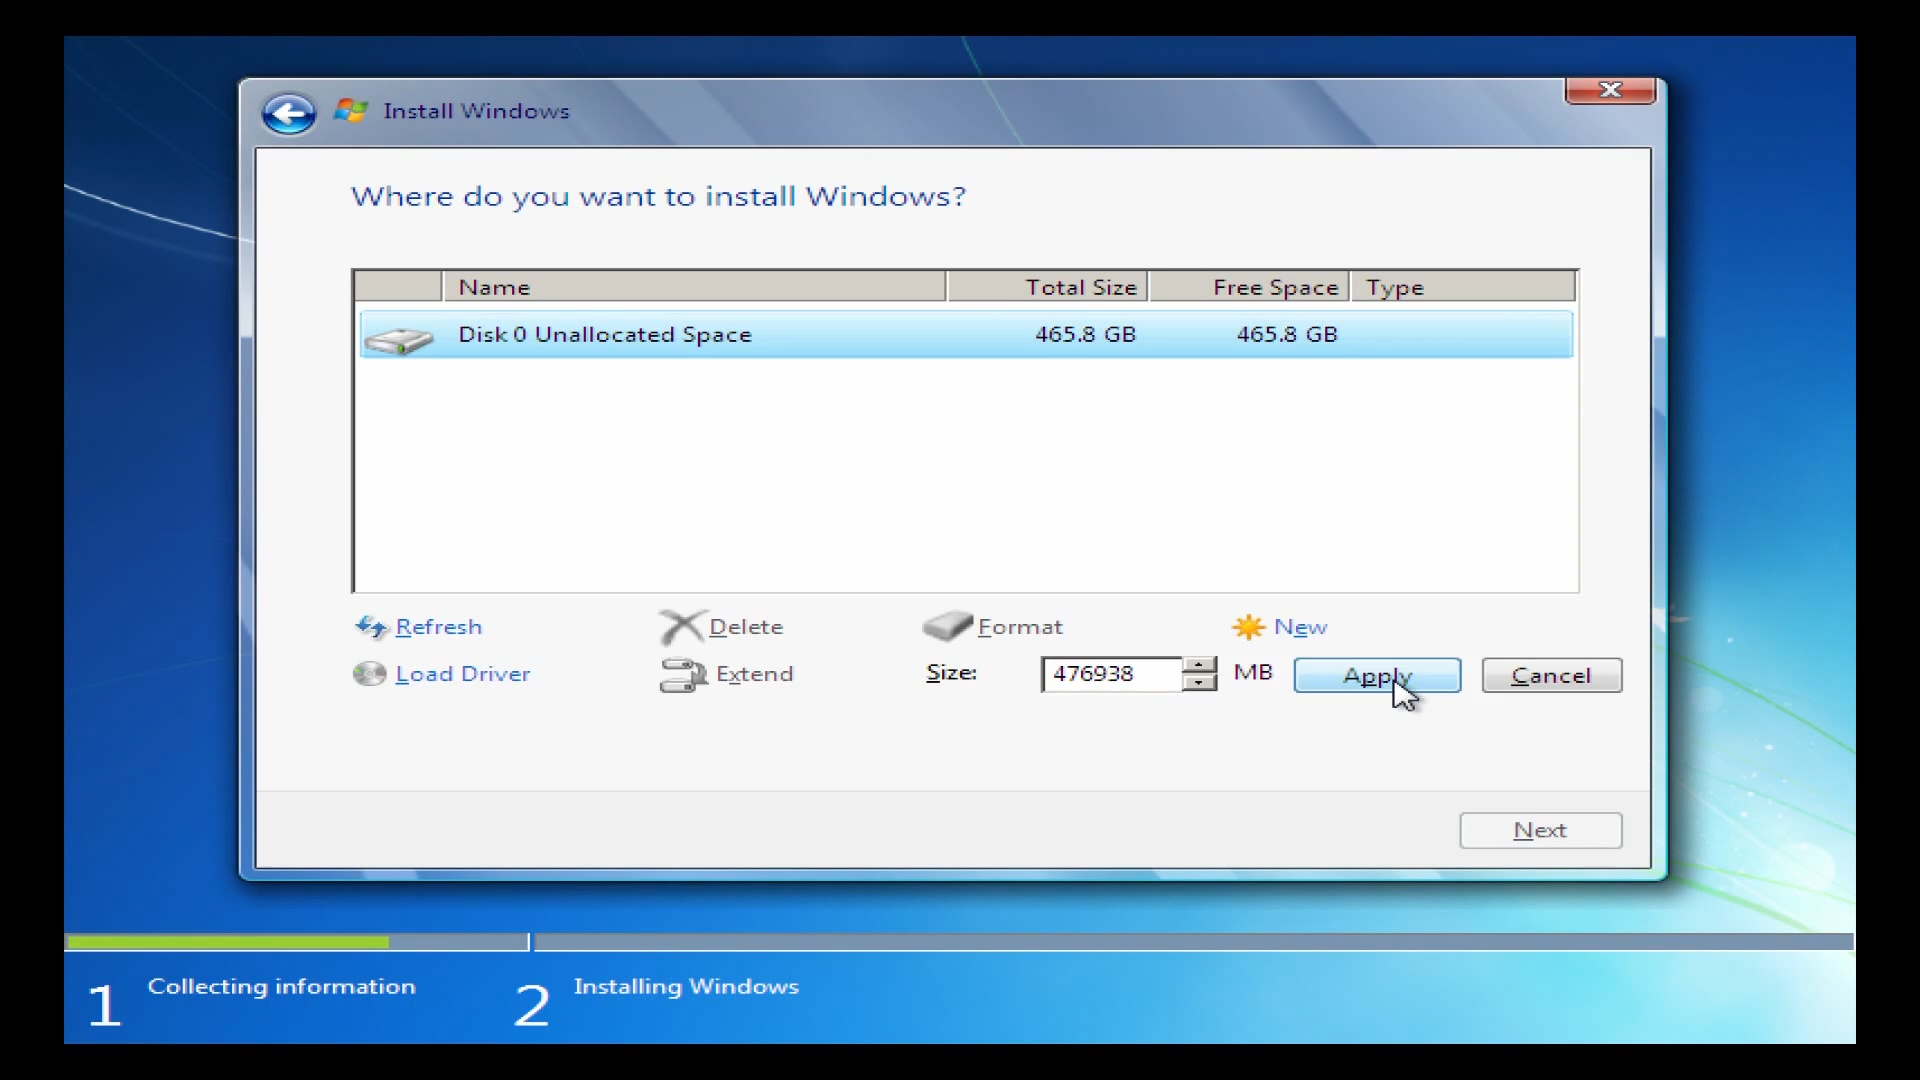 Install Windows
Where do you want to install Windows?
Name Total Size Free Space Type
Disk 0 Unallocated Space 465.8 GB 465.8 GB
Refresh Delete Format New
Load Driver Extend Size: 476938 MB Apply Cancel
Next
1 Collecting information 2 Installing Windows